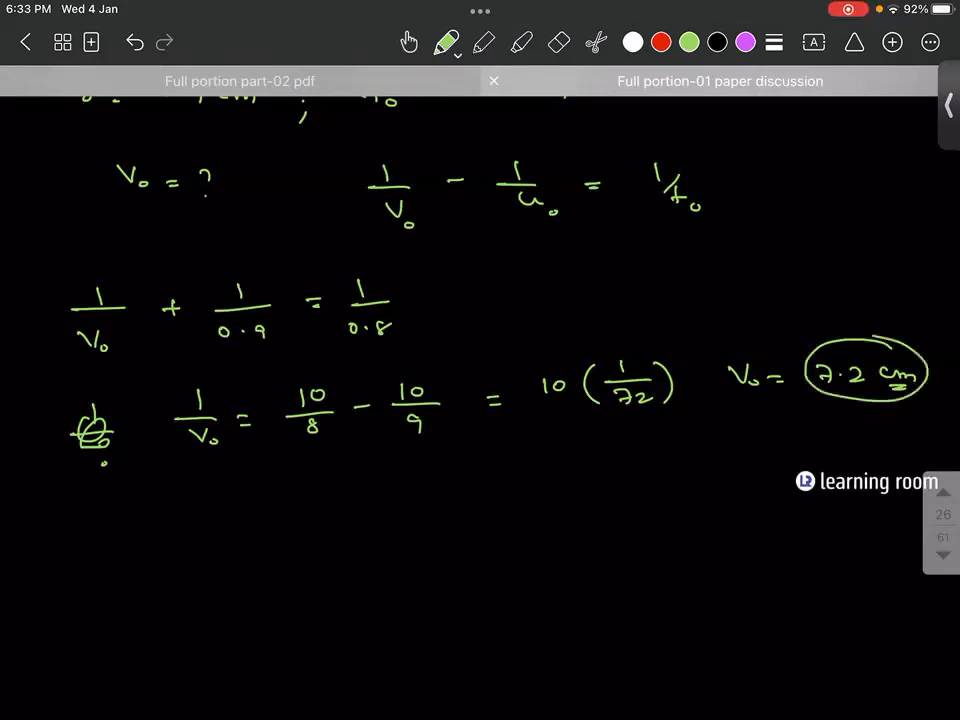 6:33 PM Wed 4 Jan 92%
Full portion part-02 pdf Full portion-01 paper discussion
V₀ = ? 1/V₀ - 1/u₀ = 1/f₀
1/V₀ + 1/0.9 = 1/0.8
1/V₀ = 10/8 - 10/9 = 10 (1/72) V₀ = 7.2 cm
LR learning room
26
61